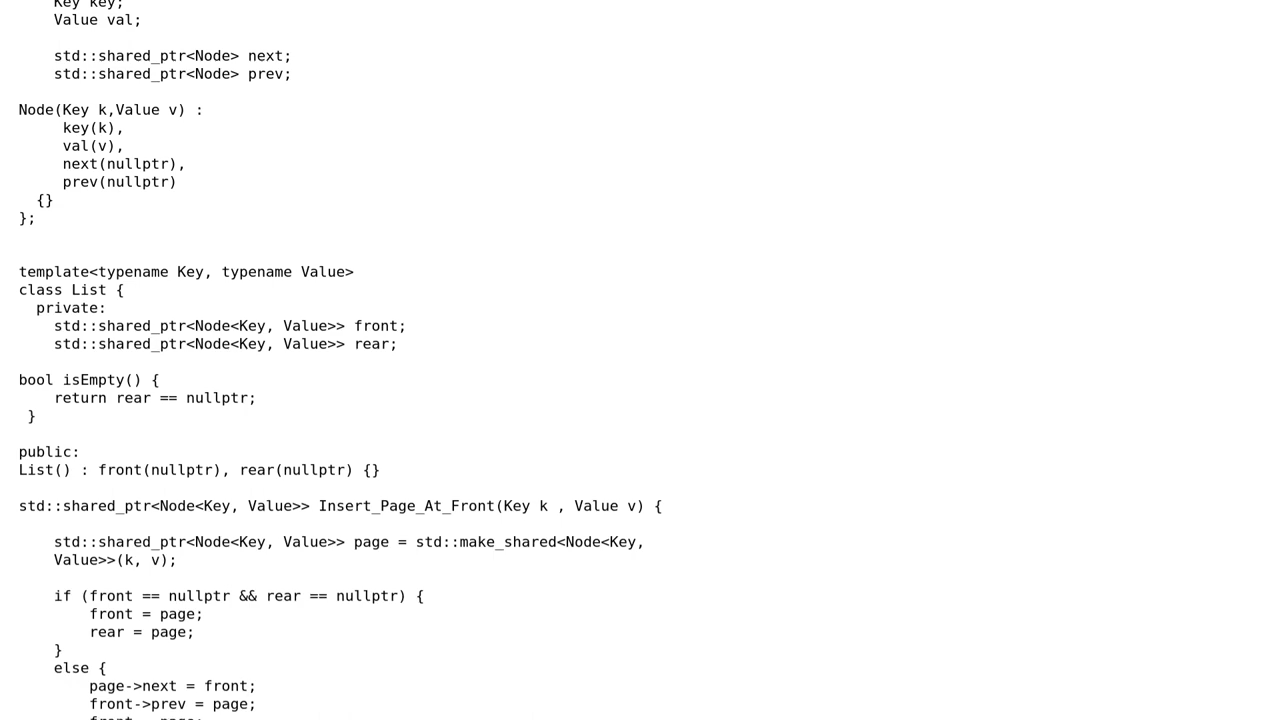 Key key;
Value val;
std::shared_ptr<Node> next;
std::shared_ptr<Node> prev;
Node(Key k,Value v) :
key(k),
val(v),
next(nullptr),
prev(nullptr)
{}
};
template<typename Key, typename Value>
class List {
private:
std::shared_ptr<Node<Key, Value>> front;
std::shared_ptr<Node<Key, Value>> rear;
bool isEmpty() {
return rear == nullptr;
}
public:
List() : front(nullptr), rear(nullptr) {}
std::shared_ptr<Node<Key, Value>> Insert_Page_At_Front(Key k , Value v) {
std::shared_ptr<Node<Key, Value>> page = std::make_shared<Node<Key,
Value>>(k, v);
if (front == nullptr && rear == nullptr) {
front = page;
rear = page;
}
else {
page->next = front;
front->prev = page;
front = page;